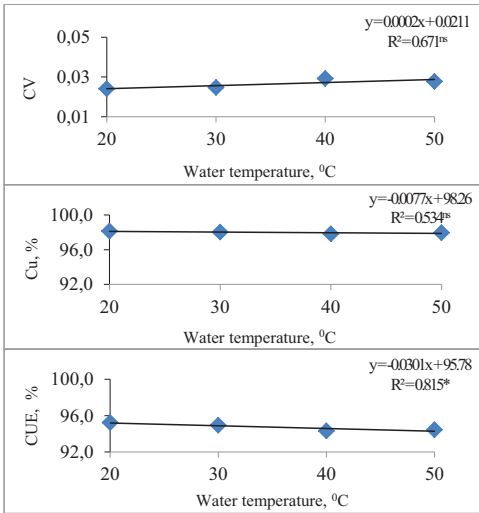 y=0.0002x+0.0211
R²=0.671ns
0,05
0,03
0,01
CV
20 30 40 50
Water temperature, ⁰C
y=-0.0077x+98.26
R²=0.534ns
100,0
96,0
92,0
Cu, %
20 30 40 50
Water temperature, ⁰C
y=-0.0301x+95.78
R²=0.815*
100,0
96,0
92,0
CUE, %
20 30 40 50
Water temperature, ⁰C